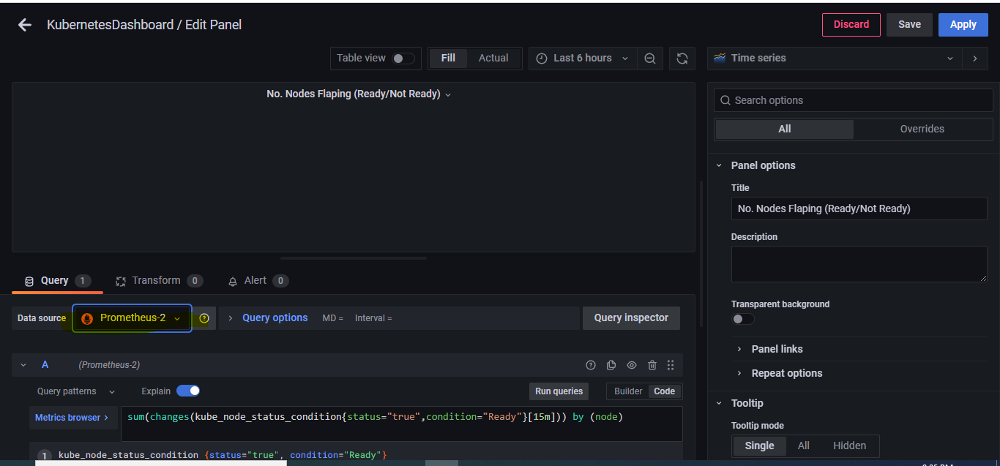 KubernetesDashboard / Edit Panel
Discard
Save
Apply
Table view
Fill
Actual
Last 6 hours
Time series
No. Nodes Flaping (Ready/Not Ready)
Search options
All
Overrides
Panel options
Title
No. Nodes Flaping (Ready/Not Ready)
Description
Query 1
Transform 0
Alert 0
Transparent background
Data source
Prometheus-2
Query options
MD =
Interval =
Query inspector
Panel links
A
(Prometheus-2)
Repeat options
Query patterns
Explain
Run queries
Builder
Code
Tooltip
Metrics browser >
sum(changes(kube_node_status_condition{status="true",condition="Ready"}[15m])) by (node)
Tooltip mode
Single
All
Hidden
1 kube_node_status_condition {status="true", condition="Ready"}